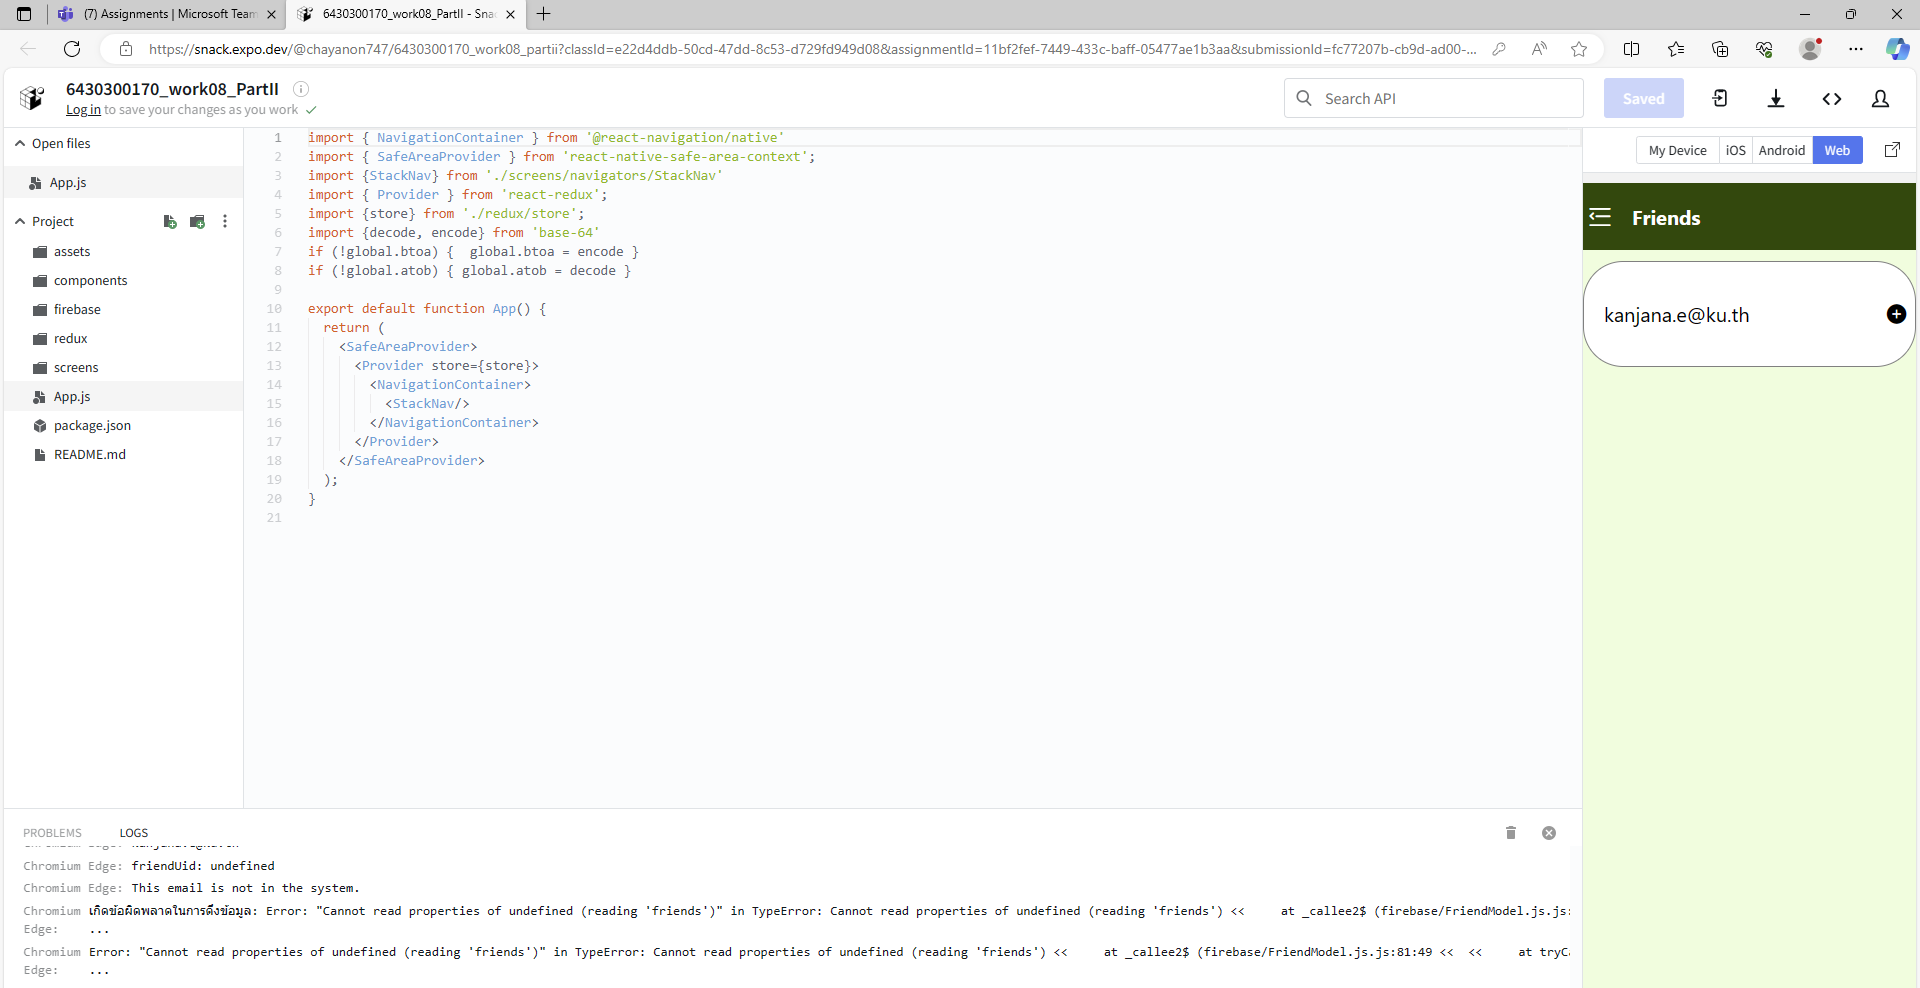 (7) Assignments | Microsoft Team
6430300170_work08_PartII - Sna
https://snack.expo.dev/@chayanon747/6430300170_work08_partii?classId=e22d4ddb-50cd-47dd-8c53-d729fd949d08&assignmentId=11bf2fef-7449-433c-baff-05477ae1b3aa&submissionId=fc77207b-cb9d-ad00-...
6430300170_work08_PartII
Log in to save your changes as you work
Search API
Saved
Open files
App.js
Project
assets
components
firebase
redux
screens
App.js
package.json
README.md
1 import { NavigationContainer } from '@react-navigation/native'
2 import { SafeAreaProvider } from 'react-native-safe-area-context';
3 import {StackNav} from './screens/navigators/StackNav'
4 import { Provider } from 'react-redux';
5 import {store} from './redux/store';
6 import {decode, encode} from 'base-64'
7 if (!global.btoa) {  global.btoa = encode }
8 if (!global.atob) { global.atob = decode }
9
10 export default function App() {
11   return (
12     <SafeAreaProvider>
13       <Provider store={store}>
14         <NavigationContainer>
15           <StackNav/>
16         </NavigationContainer>
17       </Provider>
18     </SafeAreaProvider>
19   );
20 }
21
My Device
iOS
Android
Web
Friends
kanjana.e@ku.th
PROBLEMS
LOGS
Chromium Edge: kanjana.e@ku.th
Chromium Edge: friendUid: undefined
Chromium Edge: This email is not in the system.
Chromium เกิดข้อผิดพลาดในการดึงข้อมูล: Error: "Cannot read properties of undefined (reading 'friends')" in TypeError: Cannot read properties of undefined (reading 'friends') <<     at _callee2$ (firebase/FriendModel.js.js:
Edge: ...
Chromium Error: "Cannot read properties of undefined (reading 'friends')" in TypeError: Cannot read properties of undefined (reading 'friends') <<     at _callee2$ (firebase/FriendModel.js.js:81:49 <<  <<     at tryCa
Edge: ...